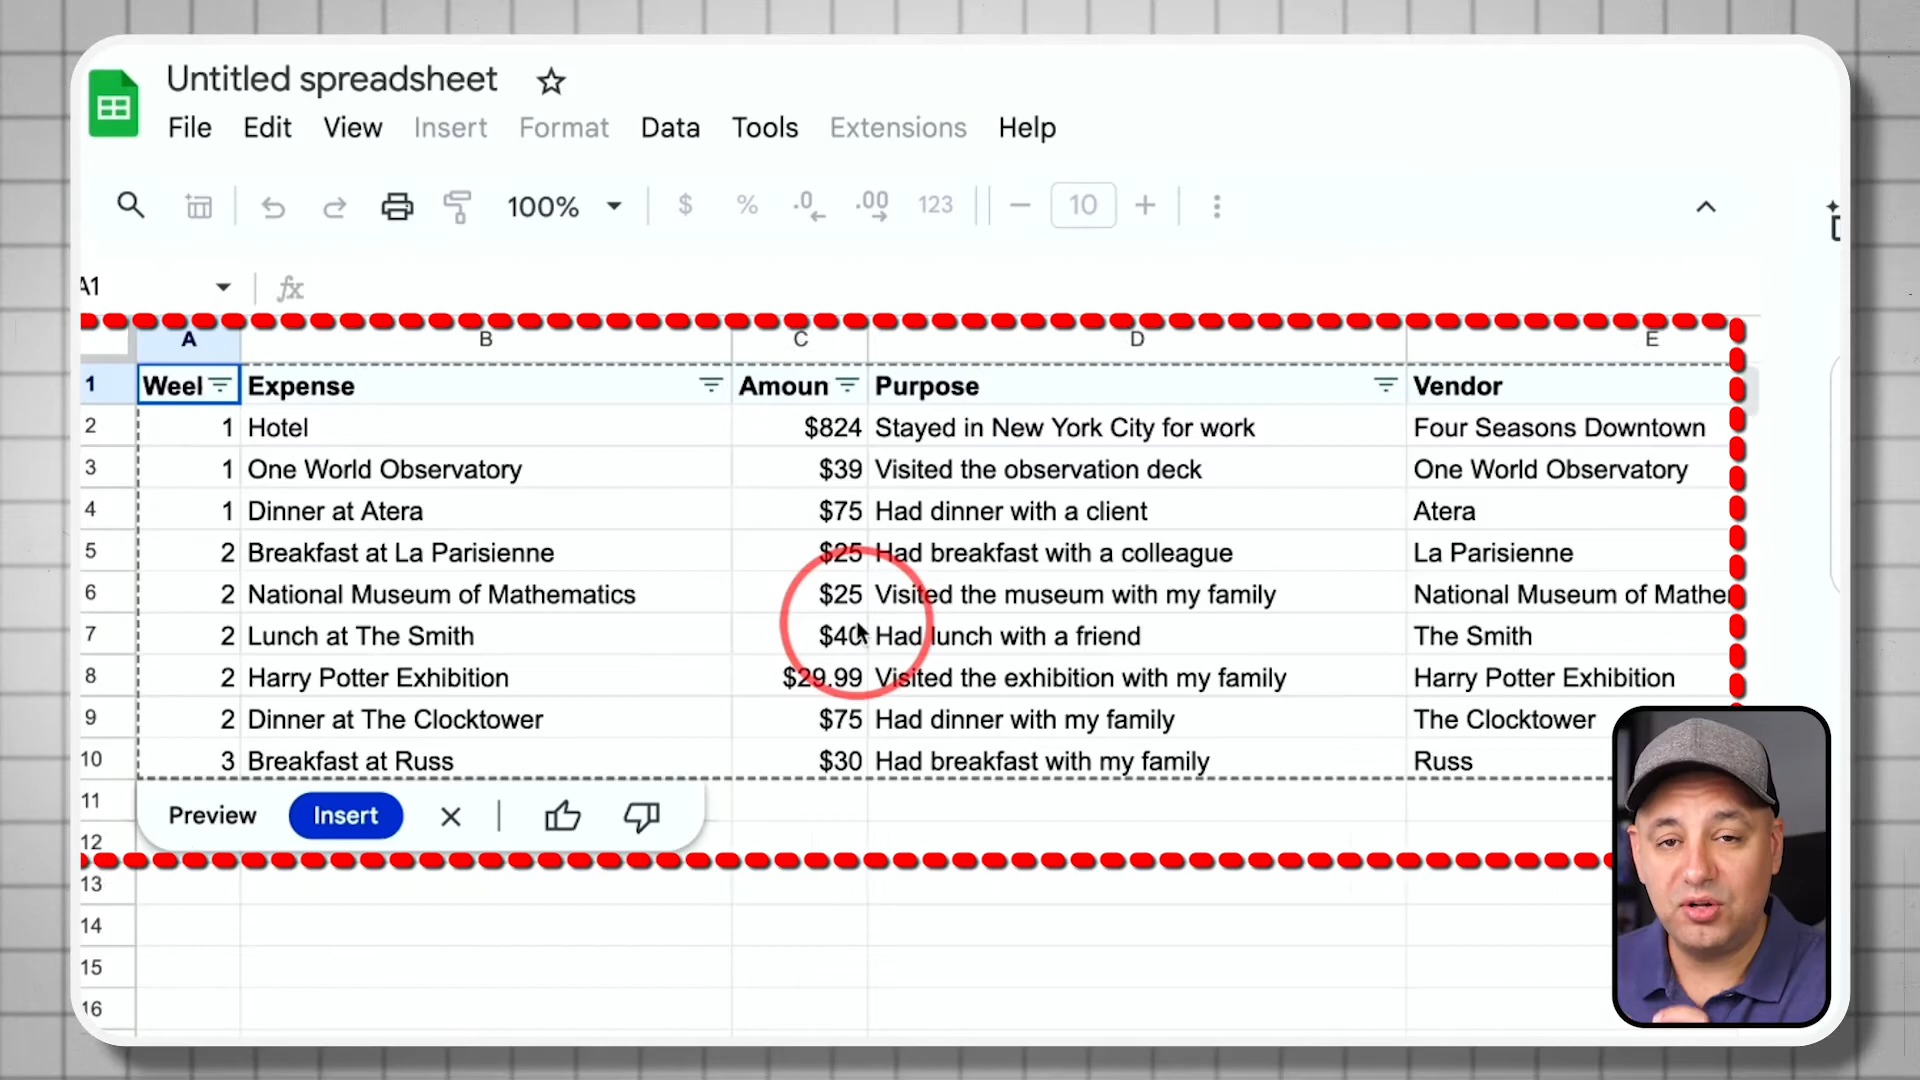 Untitled spreadsheet
File Edit View Insert Format Data Tools Extensions Help
100% $ % .0 .00 123 10
A1 fx
A B C D E
1 Weel Expense Amoun Purpose Vendor
2 1 Hotel $824 Stayed in New York City for work Four Seasons Downtown
3 1 One World Observatory $39 Visited the observation deck One World Observatory
4 1 Dinner at Atera $75 Had dinner with a client Atera
5 2 Breakfast at La Parisienne $25 Had breakfast with a colleague La Parisienne
6 2 National Museum of Mathematics $25 Visited the museum with my family National Museum of Mathe
7 2 Lunch at The Smith $40 Had lunch with a friend The Smith
8 2 Harry Potter Exhibition $29.99 Visited the exhibition with my family Harry Potter Exhibition
9 2 Dinner at The Clocktower $75 Had dinner with my family The Clocktower
10 3 Breakfast at Russ $30 Had breakfast with my family Russ
11
Preview Insert
12
13
14
15
16